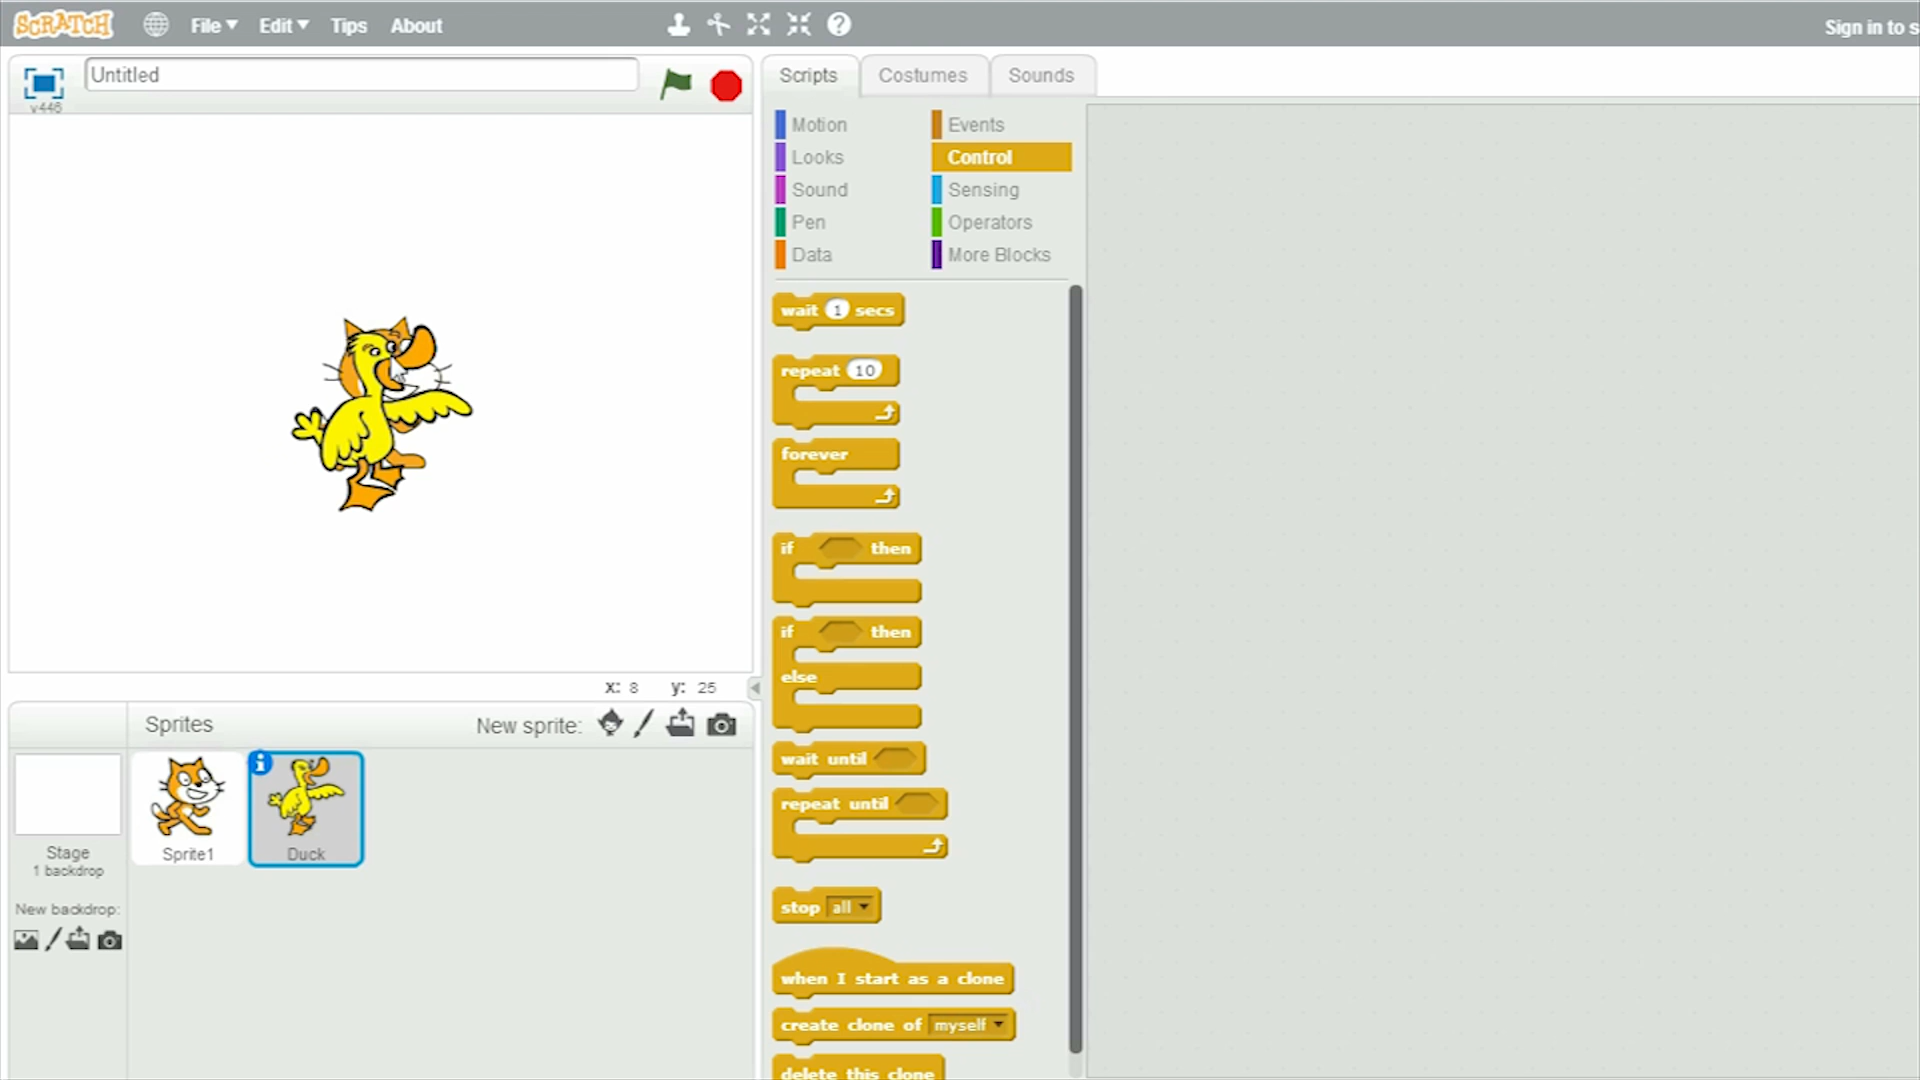 SCRATCH File Edit Tips About
Sign in to s
Untitled
v446
Scripts Costumes Sounds
Motion Events
Looks Control
Sound Sensing
Pen Operators
Data More Blocks
wait 1 secs
repeat 10
forever
if then
if then
else
wait until
repeat until
stop all
when I start as a clone
create clone of myself
delete this clone
x: 8 y: 25
Sprites New sprite:
Sprite1 Duck
Stage
1 backdrop
New backdrop: